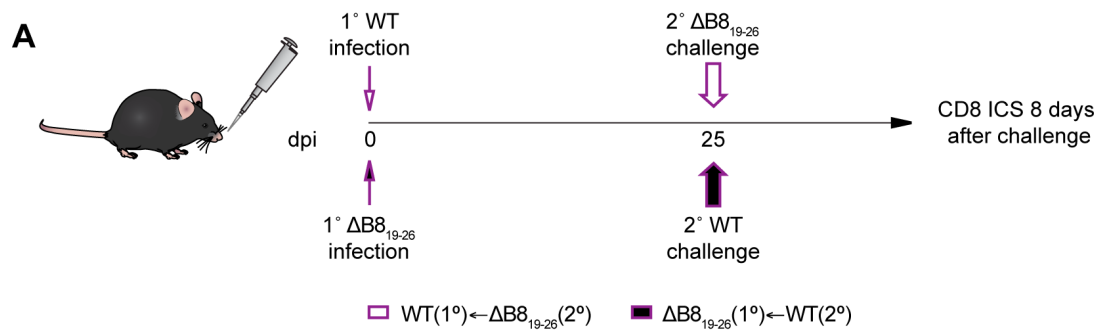 A
1° WT
infection
2° ΔB8₁₉₋₂₆
challenge
CD8 ICS 8 days
after challenge
dpi
0
25
1° ΔB8₁₉₋₂₆
infection
2° WT
challenge
WT(1º)←ΔB8₁₉₋₂₆(2º)
ΔB8₁₉₋₂₆(1º)←WT(2º)